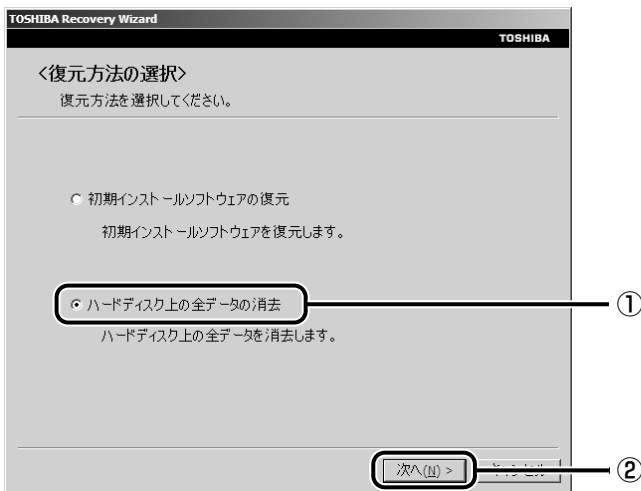 TOSHIBA Recovery Wizard
TOSHIBA
<復元方法の選択>
復元方法を選択してください。
初期インストールソフトウェアの復元
初期インストールソフトウェアを復元します。
ハードディスク上の全データの消去
①
ハードディスク上の全データを消去します。
次へ(N) >
キャンセル
②